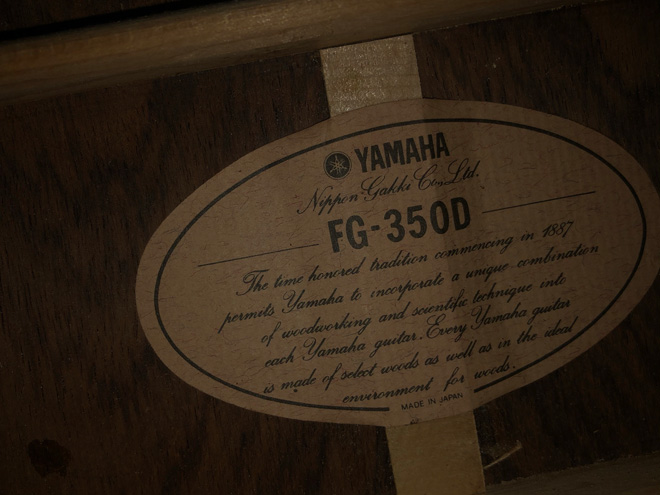 YAMAHA
Nippon Gakki Co., Ltd.
FG-350D
The time honored tradition commencing in 1887
permits Yamaha to incorporate a unique combination
of woodworking and scientific technique into
each Yamaha guitar. Every Yamaha guitar
is made of select woods as well as in the ideal
environment for woods.
MADE IN JAPAN